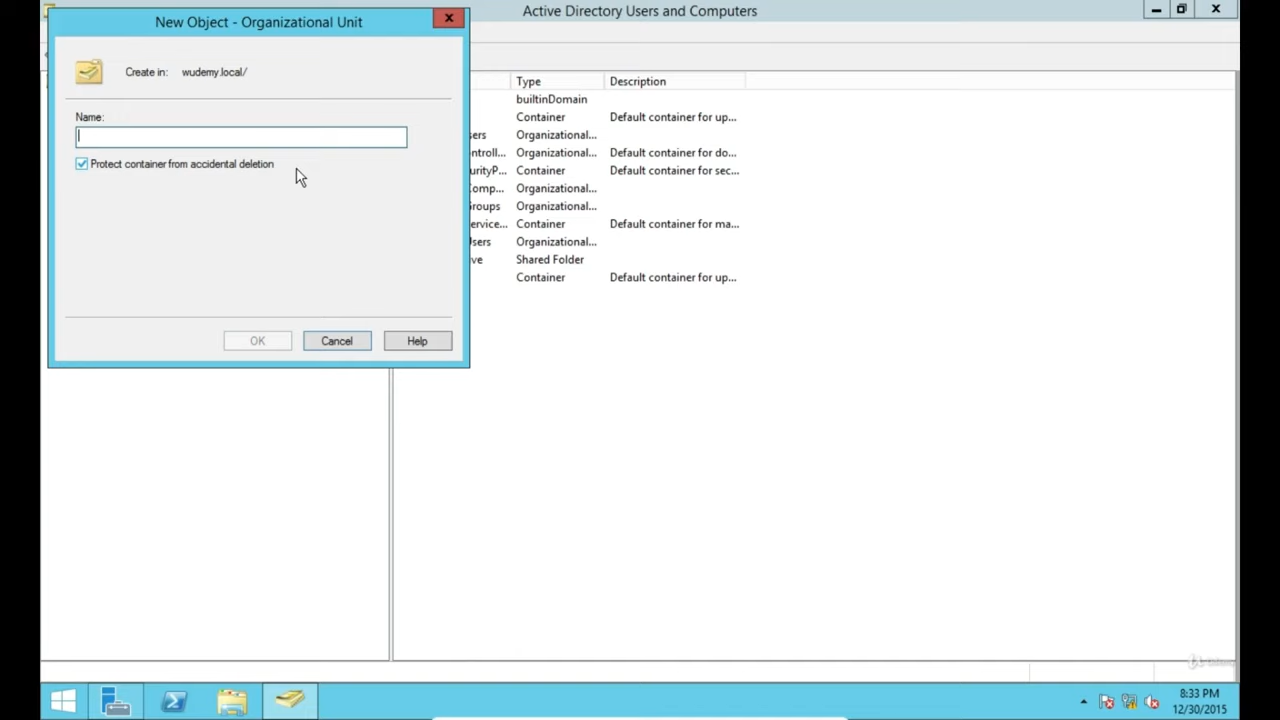 New Object - Organizational Unit
x
Active Directory Users and Computers
Create in: wudemy.local/
Name:
Protect container from accidental deletion
OK Cancel Help
Type Description
builtinDomain
Container Default container for up...
sers Organizational...
ntroll... Organizational... Default container for do...
urityP... Container Default container for sec...
Comp... Organizational...
Groups Organizational...
ervice... Container Default container for ma...
Users Organizational...
ve Shared Folder
Container Default container for up...
8:33 PM
12/30/2015